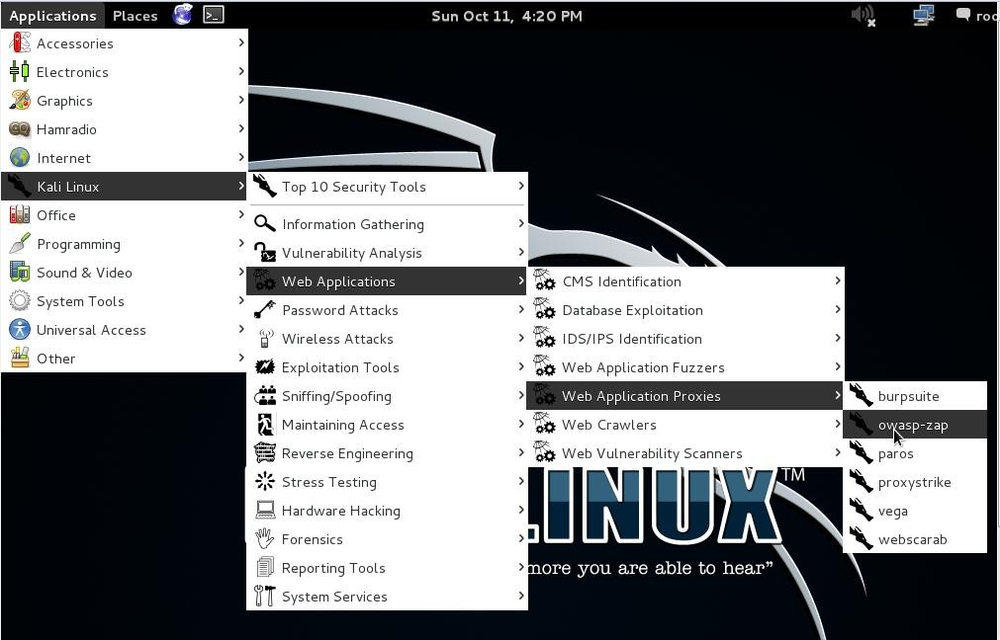 Applications Places Sun Oct 11, 4:20 PM roo
Accessories
Electronics
Graphics
Hamradio
Internet
Kali Linux
Office
Programming
Sound & Video
System Tools
Universal Access
Other
Top 10 Security Tools
Information Gathering
Vulnerability Analysis
Web Applications
Password Attacks
Wireless Attacks
Exploitation Tools
Sniffing/Spoofing
Maintaining Access
Reverse Engineering
Stress Testing
Hardware Hacking
Forensics
Reporting Tools
System Services
CMS Identification
Database Exploitation
IDS/IPS Identification
Web Application Fuzzers
Web Application Proxies
Web Crawlers
Web Vulnerability Scanners
burpsuite
owasp-zap
paros
proxystrike
vega
webscarab
LINUX™
more you are able to hear”